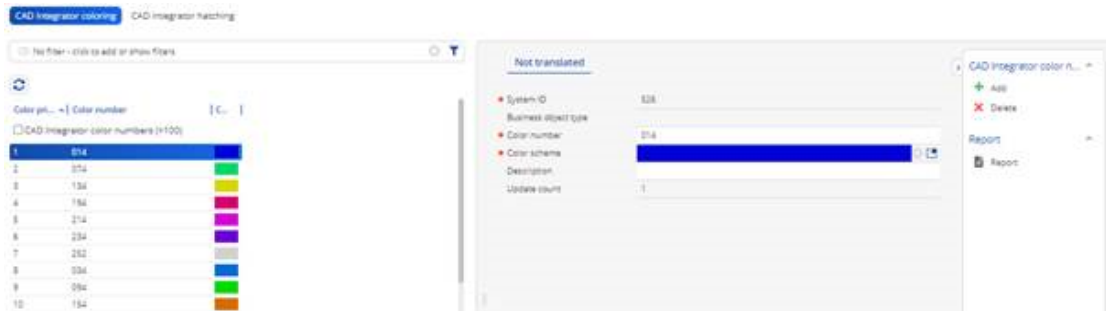 CAD Integrator coloring CAD Integrator hatching
No filter - click to add or show filters
Color pri... Color number C...
CAD Integrator color numbers (>100)
1 014
2 074
3 134
4 194
5 214
6 234
7 252
8 034
9 094
10 154
Not translated
System ID 526
Business object type
Color number 014
Color scheme
Description
Update count 1
CAD Integrator color n...
Add
Delete
Report
Report